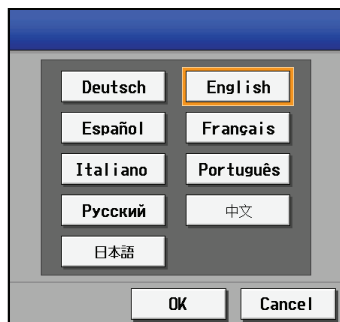 Deutsch English
Español Français
Italiano Português
Русский 中文
日本語
OK Cancel